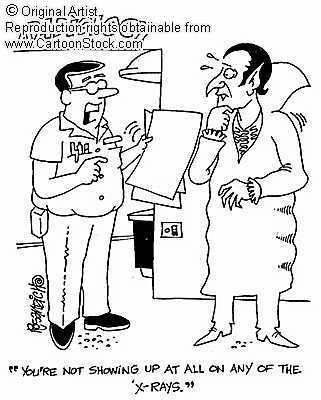 © Original Artist
Reproduction rights obtainable from
www.CartoonStock.com
"YOU'RE NOT SHOWING UP AT ALL ON ANY OF THE
'X-RAYS."